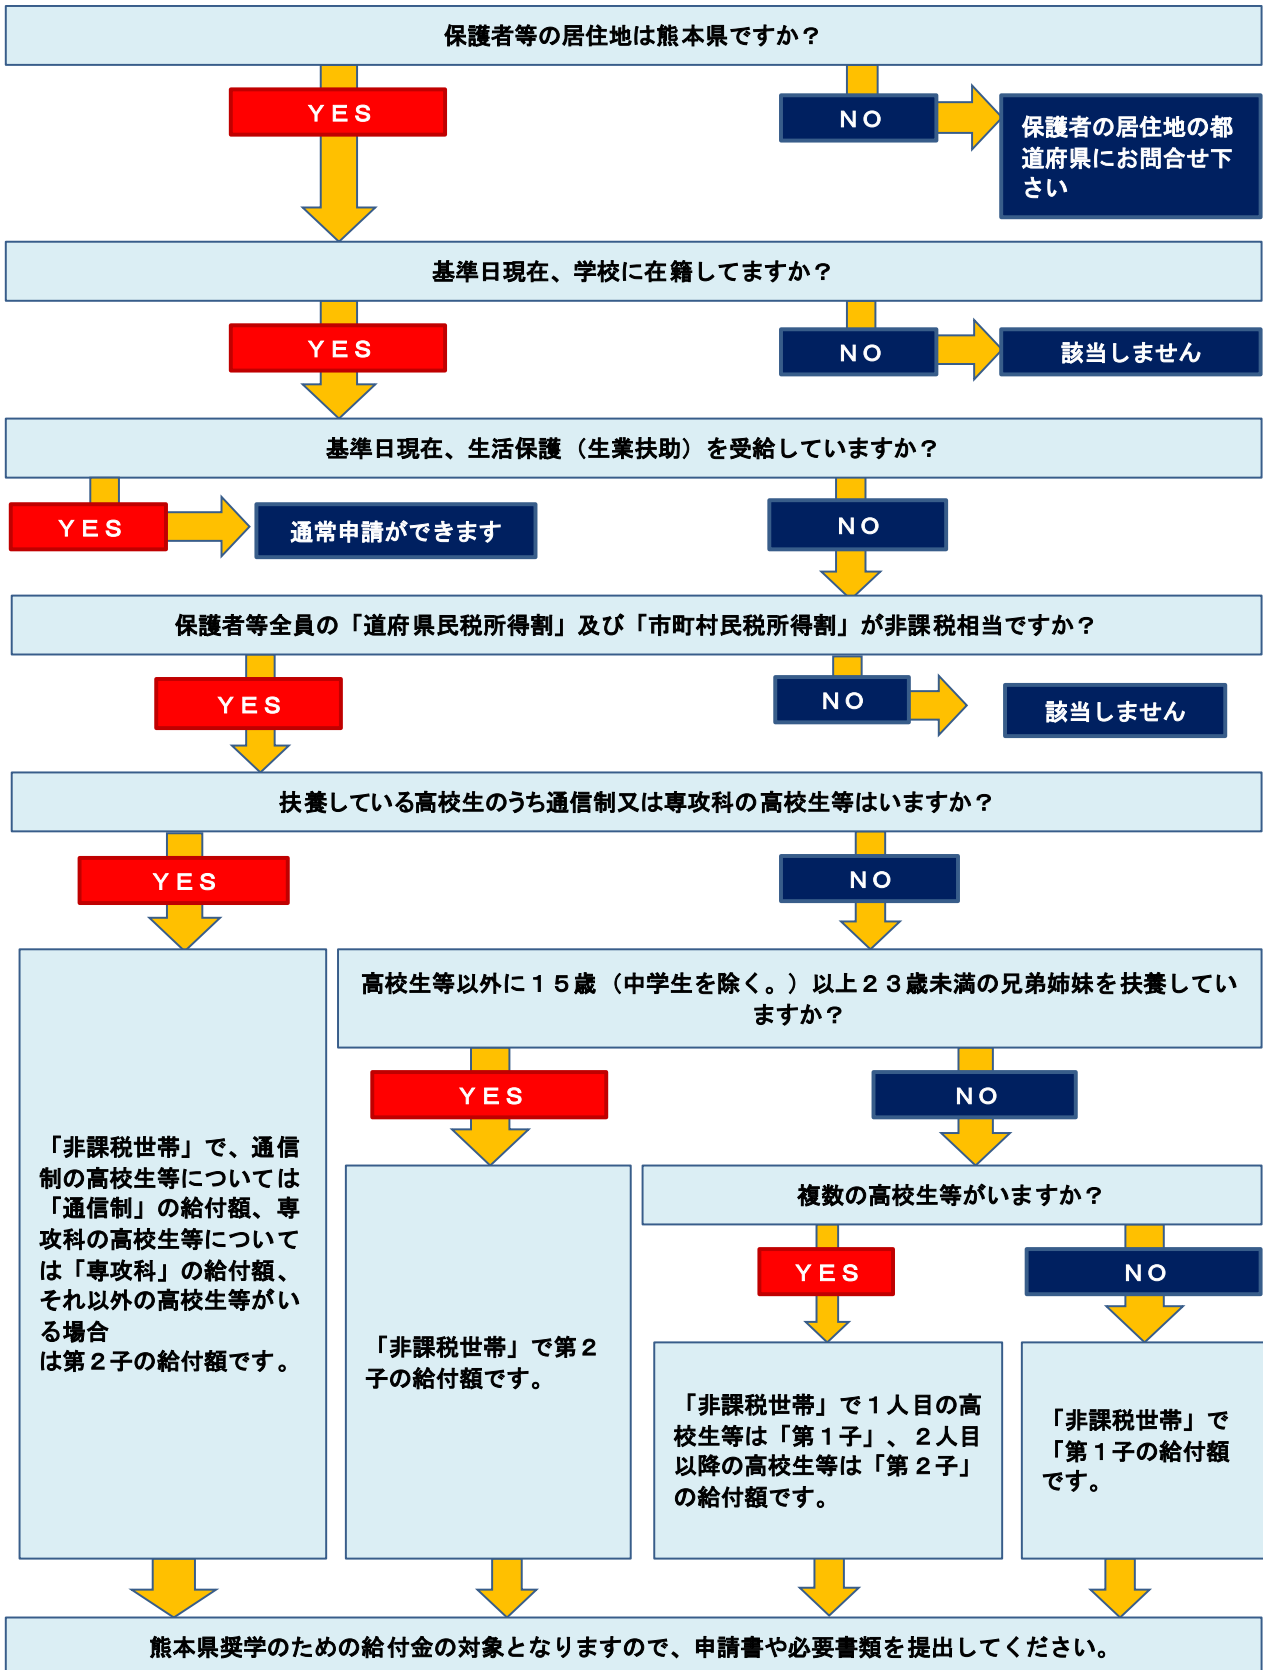 保護者等の居住地は熊本県ですか？
ＹＥＳ
ＮＯ
保護者の居住地の都
道府県にお問合せ下
さい
基準日現在、学校に在籍してますか？
ＹＥＳ
ＮＯ
該当しません
基準日現在、生活保護（生業扶助）を受給していますか？
ＹＥＳ
通常申請ができます
ＮＯ
保護者等全員の「道府県民税所得割」及び「市町村民税所得割」が非課税相当ですか？
ＹＥＳ
ＮＯ
該当しません
扶養している高校生のうち通信制又は専攻科の高校生等はいますか？
ＹＥＳ
ＮＯ
高校生等以外に１５歳（中学生を除く。）以上２３歳未満の兄弟姉妹を扶養してい
ますか？
ＹＥＳ
ＮＯ
「非課税世帯」で、通信
制の高校生等については
「通信制」の給付額、専
攻科の高校生等について
は「専攻科」の給付額、
それ以外の高校生等がい
る場合
は第２子の給付額です。
「非課税世帯」で第２
子の給付額です。
複数の高校生等がいますか？
ＹＥＳ
ＮＯ
「非課税世帯」で１人目の高
校生等は「第１子」、２人目
以降の高校生等は「第２子」
の給付額です。
「非課税世帯」で
「第１子の給付額
です。
熊本県奨学のための給付金の対象となりますので、申請書や必要書類を提出してください。